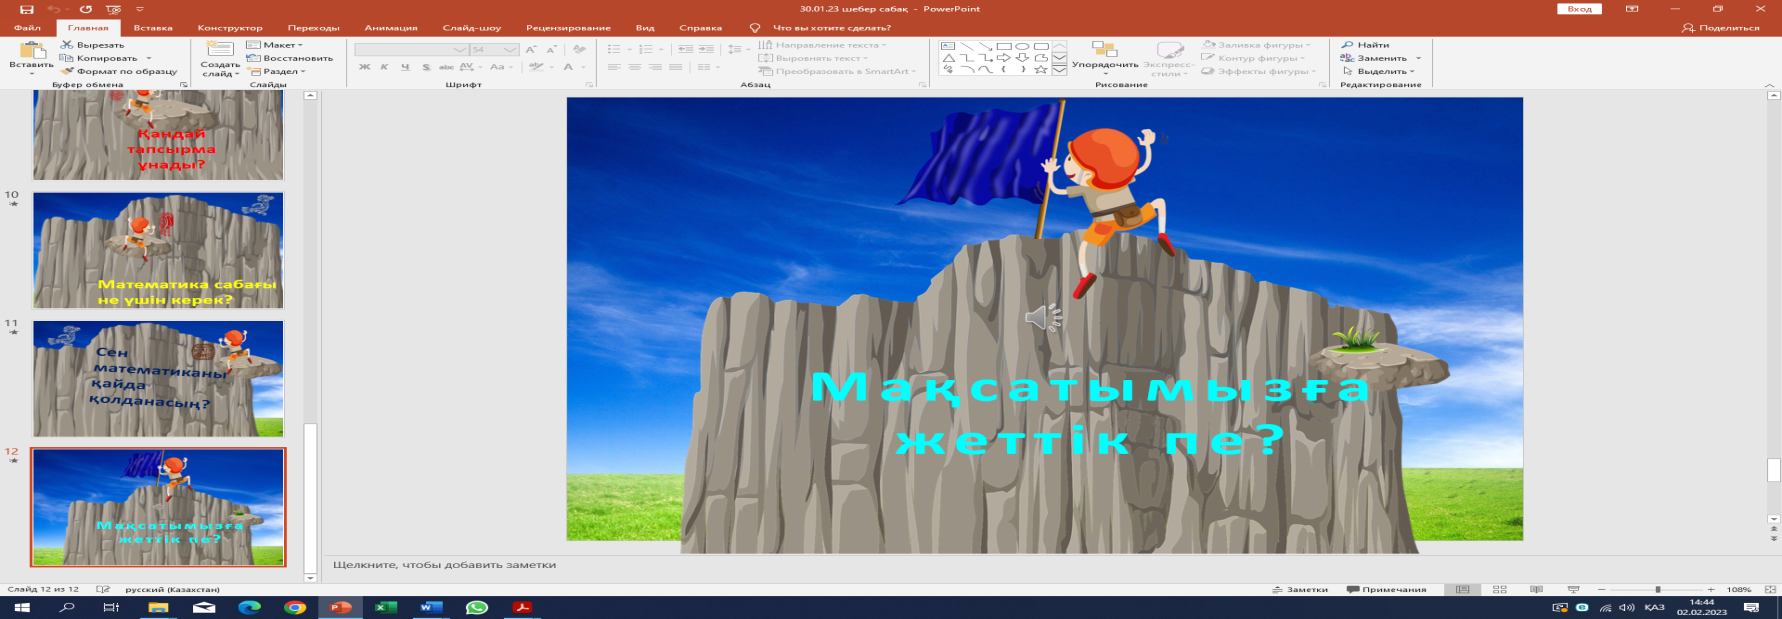 30.01.23 шебер сабақ - PowerPoint
Вход
Файл Главная Вставка Конструктор Переходы Анимация Слайд-шоу Рецензирование Вид Справка Что вы хотите сделать? Поделиться
Вставить
Вырезать
Копировать
Формат по образцу
Буфер обмена
Создать слайд
Макет
Восстановить
Раздел
Слайды
54
Ж К Ч S abc AV Aa
Шрифт
Направление текста
Выровнять текст
Преобразовать в SmartArt
Абзац
Упорядочить
Экспресс-стили
Заливка фигуры
Контур фигуры
Эффекты фигуры
Рисование
Найти
Заменить
Выделить
Редактирование
Қандай
тапсырма
ұнады?
10
Математика сабағы
не үшін керек?
11
Сен
математиканы
қайда
қолданасың?
12
Мақсатымызға
жеттік пе?
Мақсатымызға
жеттік пе?
Щелкните, чтобы добавить заметки
Слайд 12 из 12 русский (Казахстан) Заметки Примечания 108%
ҚАЗ
14:44
02.02.2023